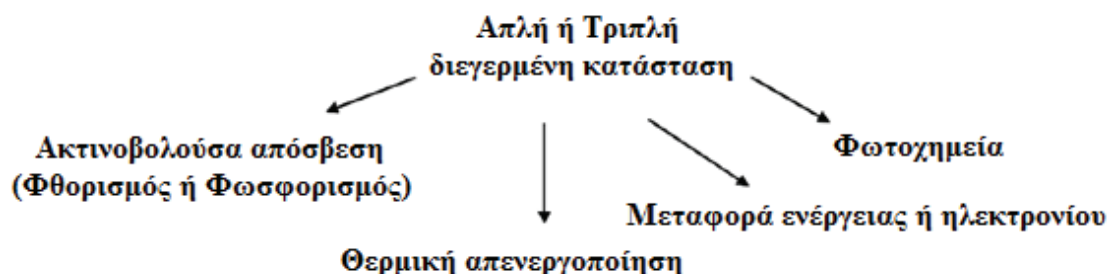 Απλή ή Τριπλή
διεγερμένη κατάσταση
Ακτινοβολούσα απόσβεση
(Φθορισμός ή Φωσφορισμός)
Φωτοχημεία
Μεταφορά ενέργειας ή ηλεκτρονίου
Θερμική απενεργοποίηση